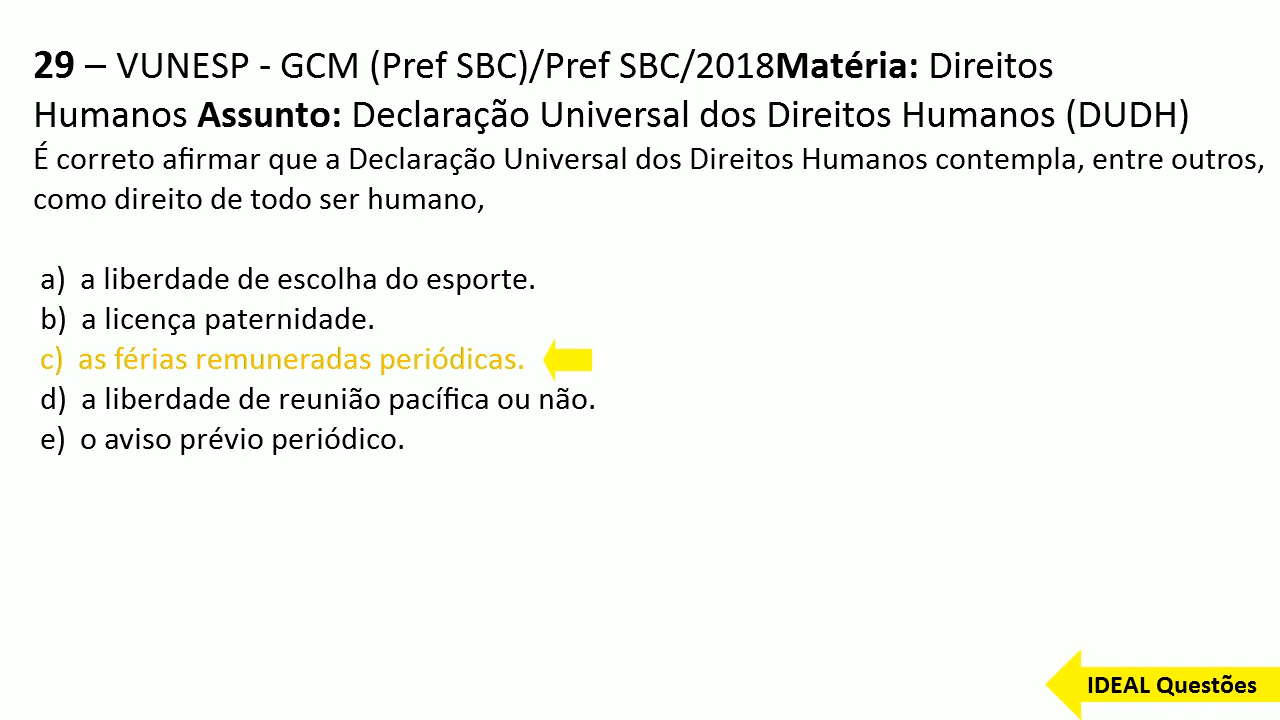 29 – VUNESP - GCM (Pref SBC)/Pref SBC/2018Matéria: Direitos
Humanos Assunto: Declaração Universal dos Direitos Humanos (DUDH)
É correto afirmar que a Declaração Universal dos Direitos Humanos contempla, entre outros,
como direito de todo ser humano,
a) a liberdade de escolha do esporte.
b) a licença paternidade.
c) as férias remuneradas periódicas.
d) a liberdade de reunião pacífica ou não.
e) o aviso prévio periódico.
IDEAL Questões